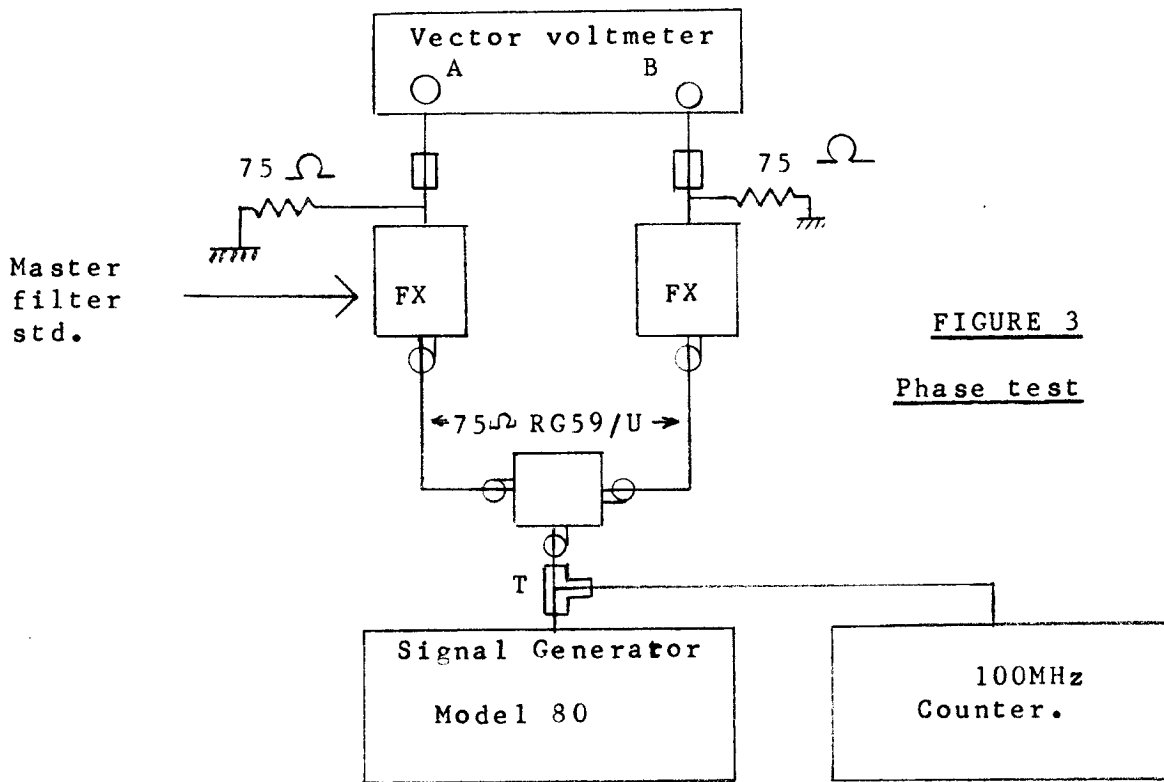 Vector voltmeter
A
B
75 Ω
75 Ω
Master
filter
std.
FX
FX
FIGURE 3
Phase test
75Ω RG59/U
T
Signal Generator
Model 80
100MHz
Counter.